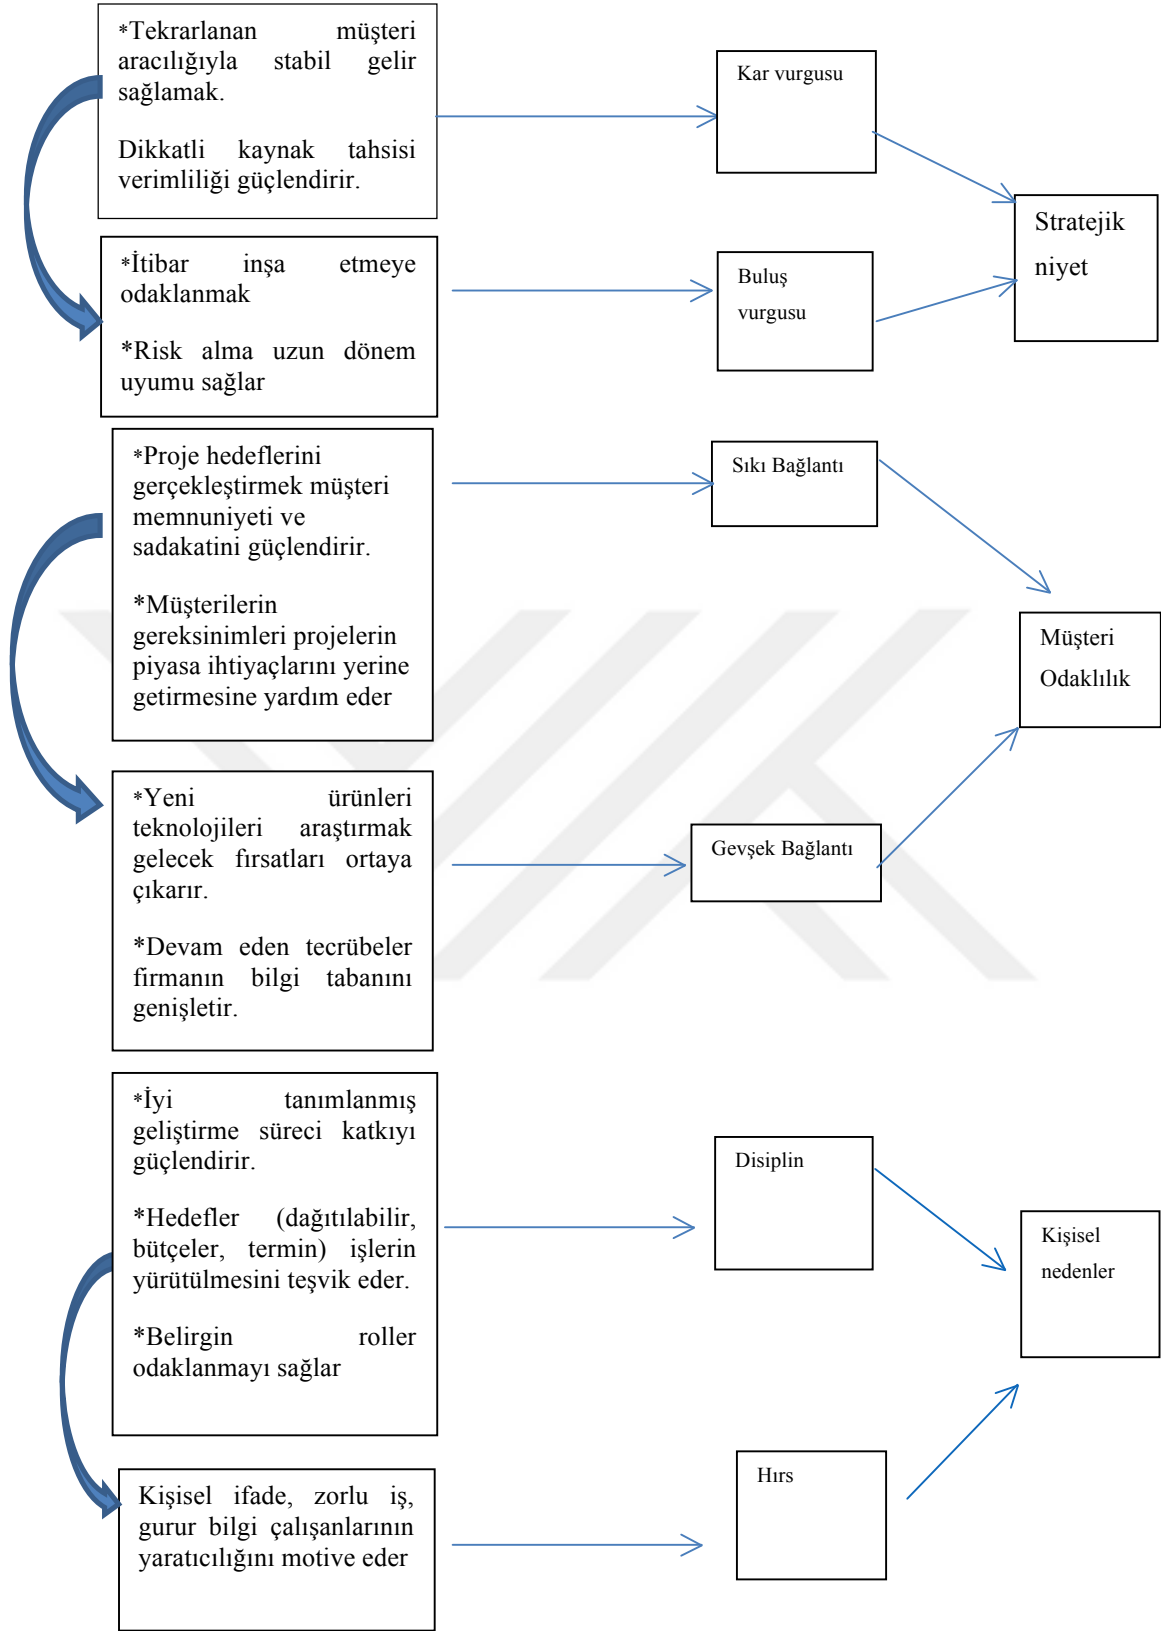 *Tekrarlanan müşteri
aracılığıyla stabil gelir
sağlamak.
Dikkatli kaynak tahsisi
verimliliği güçlendirir.
Kar vurgusu
Stratejik
niyet
*İtibar inşa etmeye
odaklanmak
*Risk alma uzun dönem
uyumu sağlar
Buluş
vurgusu
*Proje hedeflerini
gerçekleştirmek müşteri
memnuniyeti ve
sadakatini güçlendirir.
*Müşterilerin
gereksinimleri projelerin
piyasa ihtiyaçlarını yerine
getirmesine yardım eder
Sıkı Bağlantı
Müşteri
Odaklılık
*Yeni ürünleri
teknolojileri araştırmak
gelecek fırsatları ortaya
çıkarır.
*Devam eden tecrübeler
firmanın bilgi tabanını
genişletir.
Gevşek Bağlantı
*İyi tanımlanmış
geliştirme süreci katkıyı
güçlendirir.
*Hedefler (dağıtılabilir,
bütçeler, termin) işlerin
yürütülmesini teşvik eder.
*Belirgin roller
odaklanmayı sağlar
Disiplin
Kişisel
nedenler
Kişisel ifade, zorlu iş,
gurur bilgi çalışanlarının
yaratıcılığını motive eder
Hırs